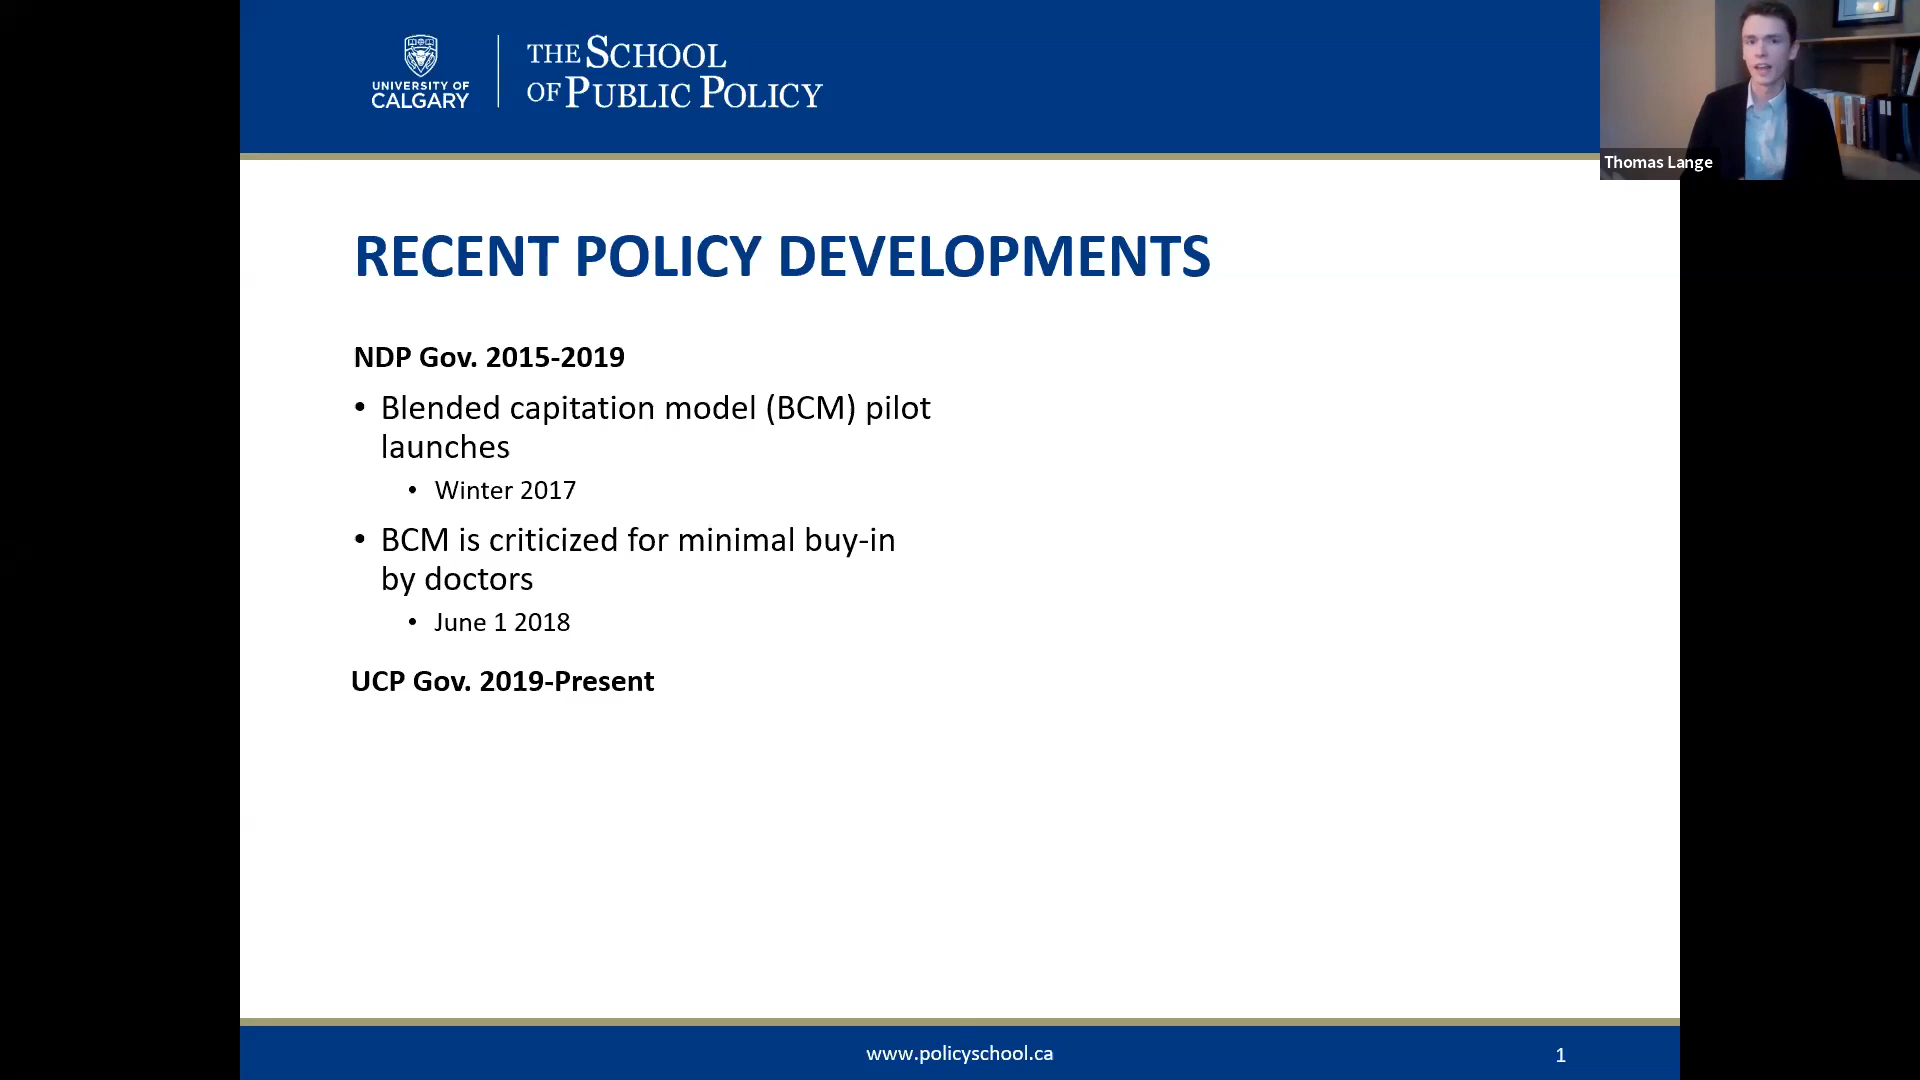 UNIVERSITY OF
CALGARY
THE SCHOOL
OF PUBLIC POLICY
Thomas Lange
RECENT POLICY DEVELOPMENTS
NDP Gov. 2015-2019
• Blended capitation model (BCM) pilot
launches
• Winter 2017
• BCM is criticized for minimal buy-in
by doctors
• June 1 2018
UCP Gov. 2019-Present
www.policyschool.ca
1